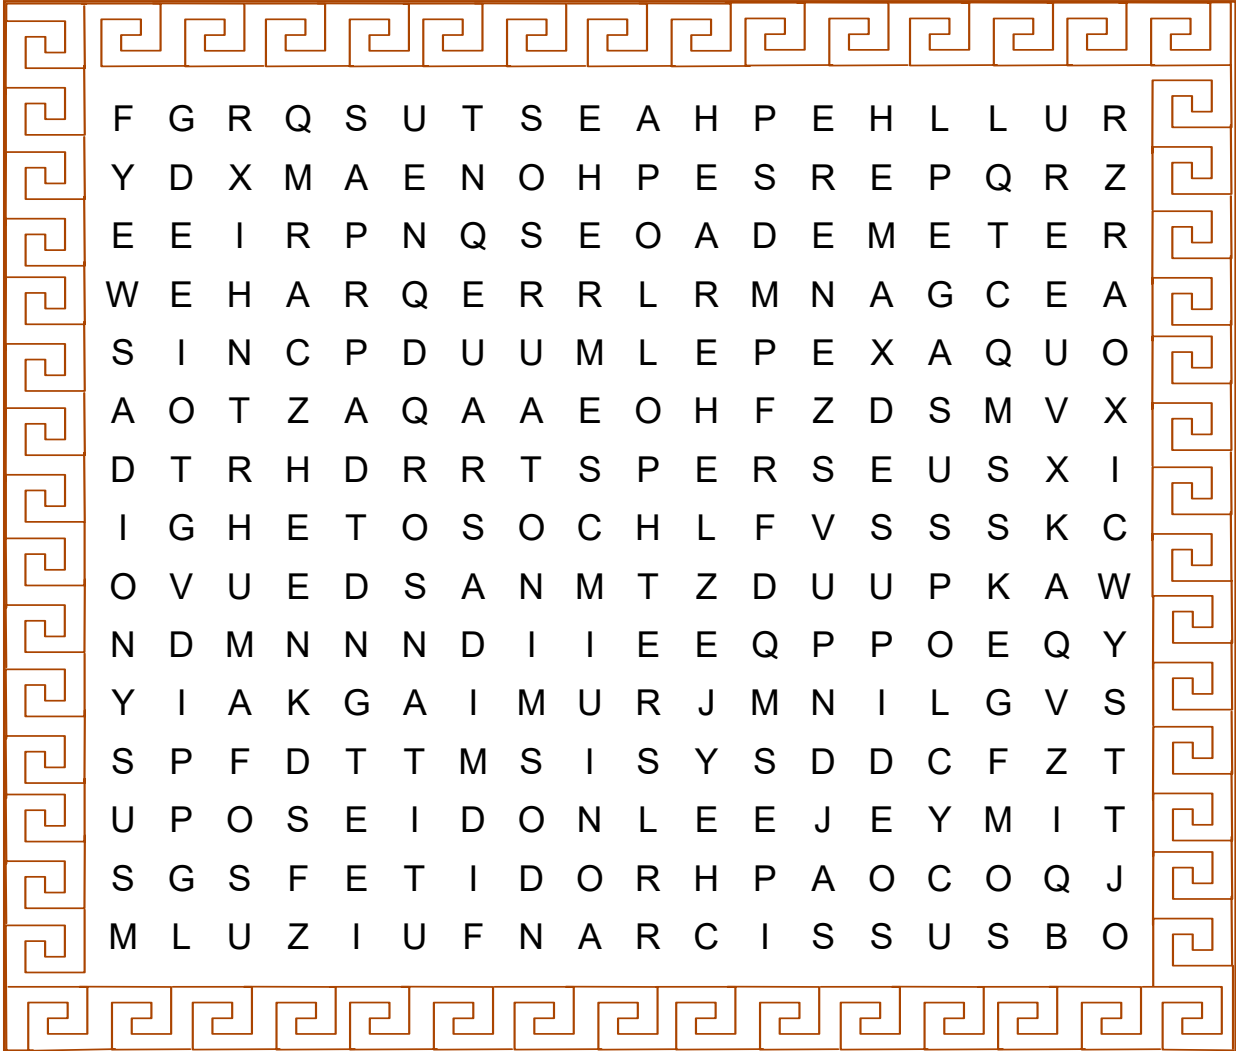 F G R Q S U T S E A H P E H L L U R
Y D X M A E N O H P E S R E P Q R Z
E E I R P N Q S E O A D E M E T E R
W E H A R Q E R R L R M N A G C E A
S I N C P D U U M L E P E X A Q U O
A O T Z A Q A A E O H F Z D S M V X
D T R H D R R T S P E R S E U S X I
I G H E T O S O C H L F V S S S K C
O V U E D S A N M T Z D U U P K A W
N D M N N N D I I E E Q P P O E Q Y
Y I A K G A I M U R J M N I L G V S
S P F D T T M S I S Y S D D C F Z T
U P O S E I D O N L E E J E Y M I T
S G S F E T I D O R H P A O C O Q J
M L U Z I U F N A R C I S S U S B O